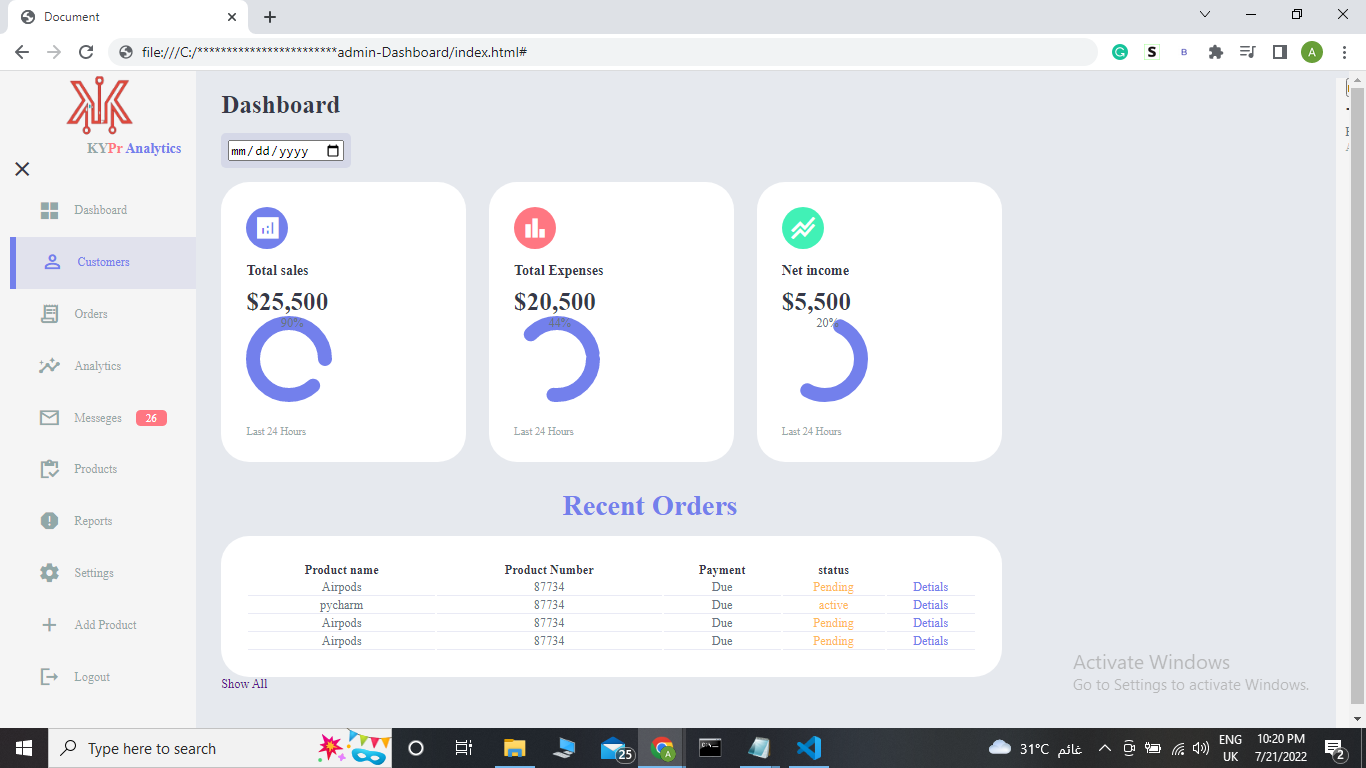 Document
file:///C:/************************admin-Dashboard/index.html#
S
B
A
KYPr Analytics
Dashboard
Customers
Orders
Analytics
Messeges 26
Products
Reports
Settings
Add Product
Logout
Dashboard
mm/dd/yyyy
Total sales
$25,500
90%
Last 24 Hours
Total Expenses
$20,500
44%
Last 24 Hours
Net income
$5,500
20%
Last 24 Hours
Recent Orders
Product name Product Number Payment status
Airpods 87734 Due Pending Detials
pycharm 87734 Due active Detials
Airpods 87734 Due Pending Detials
Airpods 87734 Due Pending Detials
Show All
Activate Windows
Go to Settings to activate Windows.
Type here to search
25
A
31°C غائم
ENG
UK
10:20 PM
7/21/2022
2